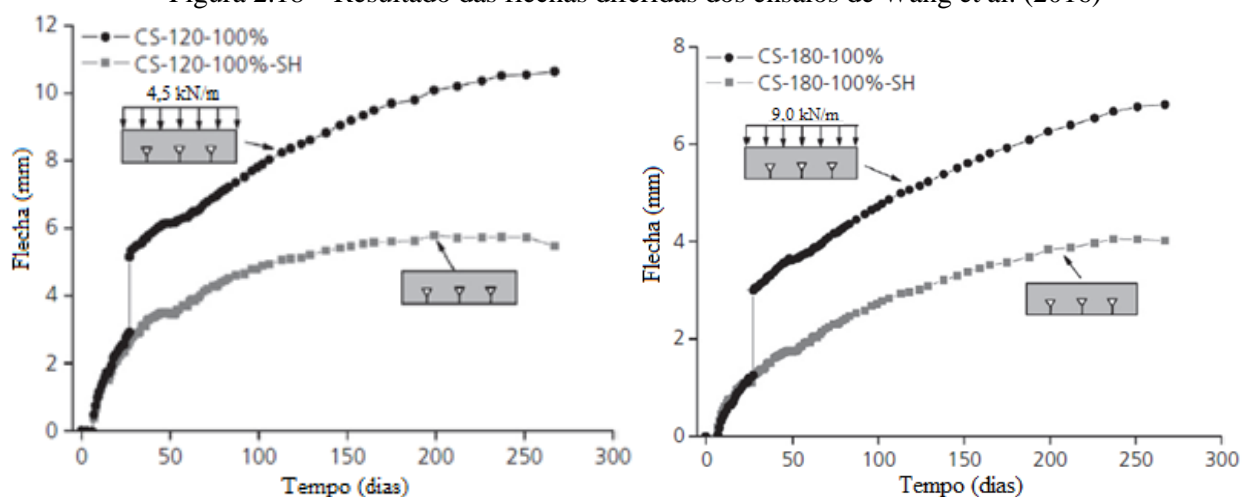 Figura 2.18 – Resultado das flechas diferidas dos ensaios de Wang et al. (2016)
12
10
8
6
4
2
0
Flecha (mm)
CS-120-100%
CS-120-100%-SH
4,5 kN/m
0 50 100 150 200 250 300
Tempo (dias)
8
6
4
2
0
Flecha (mm)
CS-180-100%
CS-180-100%-SH
9,0 kN/m
0 50 100 150 200 250 300
Tempo (dias)